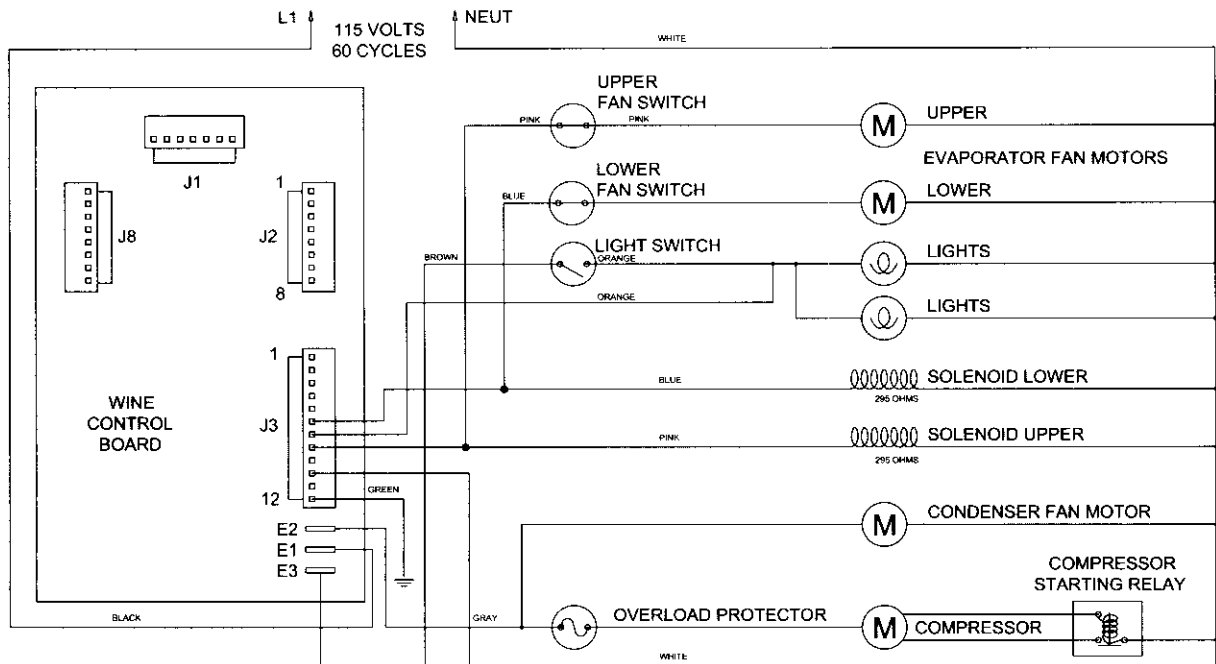 L1
115 VOLTS
60 CYCLES
NEUT
WHITE
UPPER
FAN SWITCH
PINK
PINK
M
UPPER
J1
EVAPORATOR FAN MOTORS
LOWER
FAN SWITCH
BLUE
M
LOWER
1
J8
J2
8
LIGHT SWITCH
BROWN
ORANGE
LIGHTS
ORANGE
LIGHTS
1
BLUE
SOLENOID LOWER
295 OHMS
WINE
CONTROL
BOARD
J3
PINK
SOLENOID UPPER
295 OHMS
12
GREEN
E2
E1
E3
M
CONDENSER FAN MOTOR
COMPRESSOR
STARTING RELAY
BLACK
GRAY
OVERLOAD PROTECTOR
M
COMPRESSOR
WHITE